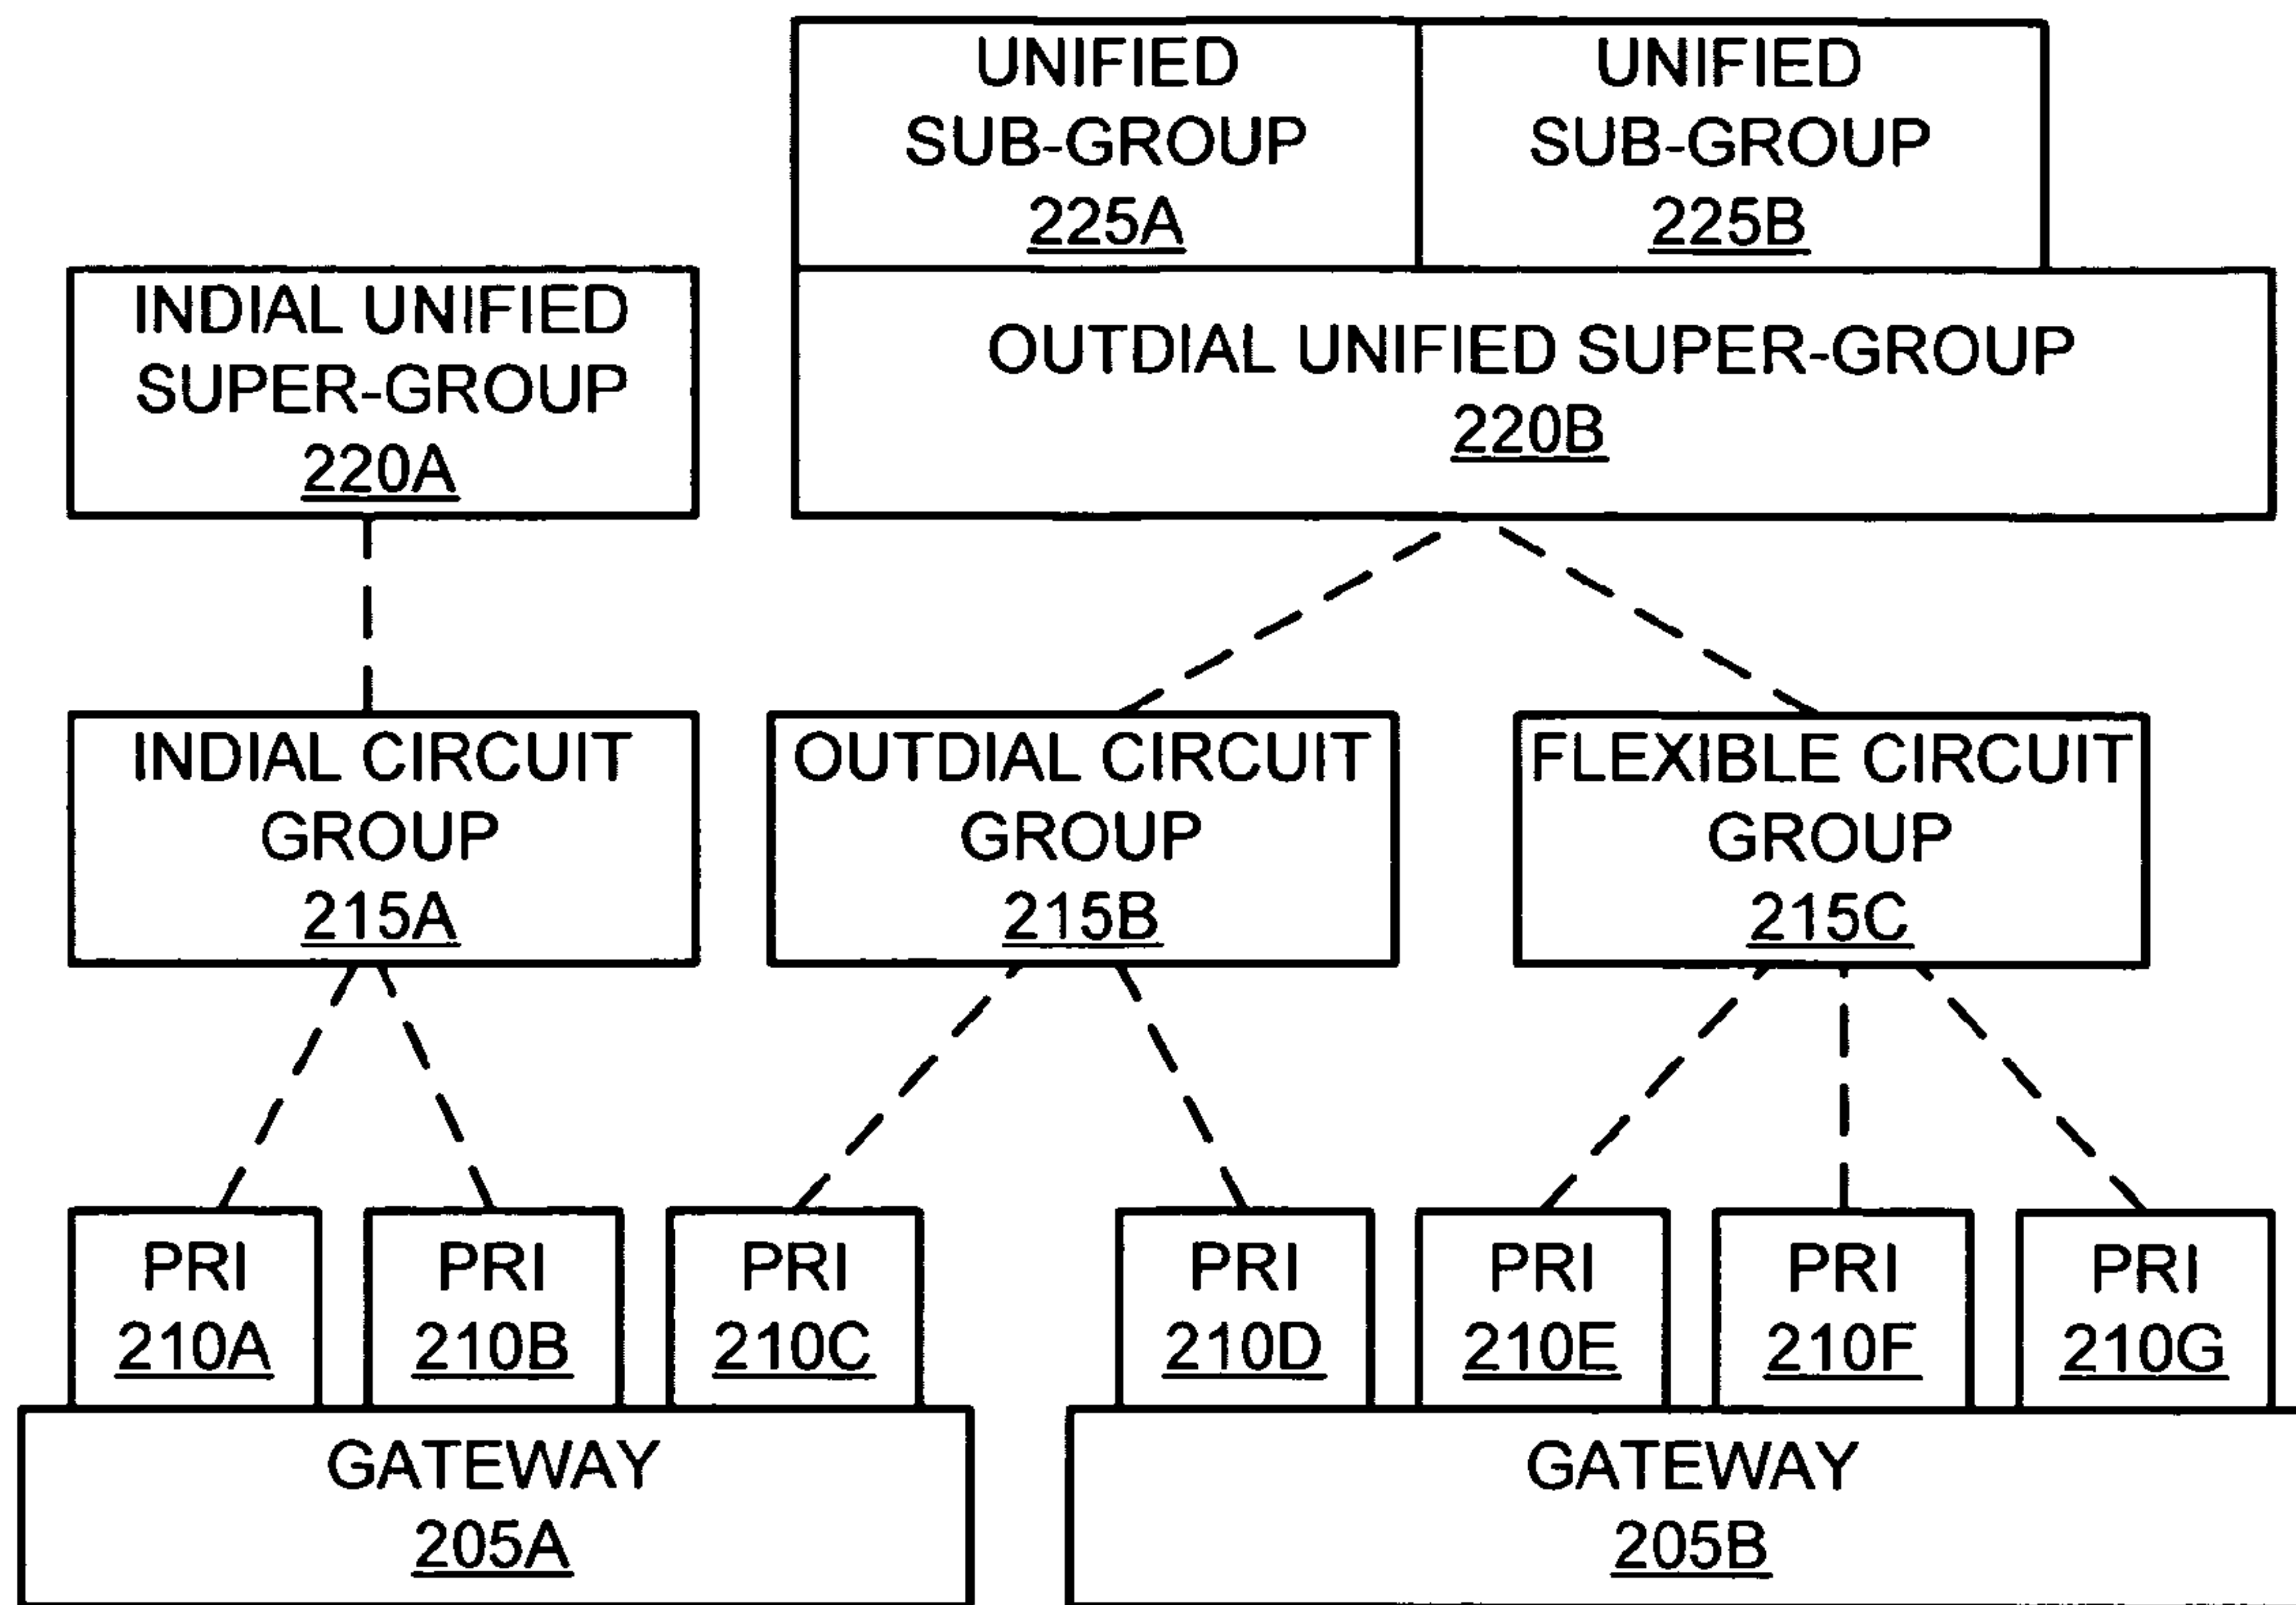 UNIFIED
SUB-GROUP
225A
UNIFIED
SUB-GROUP
225B
INDIAL UNIFIED
SUPER-GROUP
220A
OUTDIAL UNIFIED SUPER-GROUP
220B
INDIAL CIRCUIT
GROUP
215A
OUTDIAL CIRCUIT
GROUP
215B
FLEXIBLE CIRCUIT
GROUP
215C
PRI
210A
PRI
210B
PRI
210C
PRI
210D
PRI
210E
PRI
210F
PRI
210G
GATEWAY
205A
GATEWAY
205B